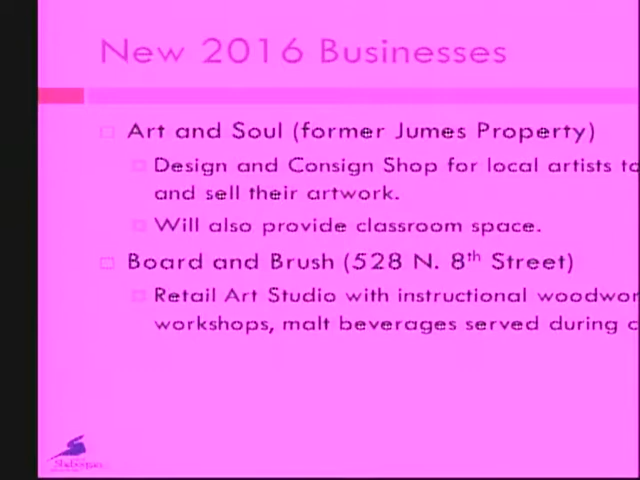 New 2016 Businesses
Art and Soul (former Jumes Property)
Design and Consign Shop for local artists to
and sell their artwork.
Will also provide classroom space.
Board and Brush (528 N. 8th Street)
Retail Art Studio with instructional
workshops, malt beverages served during